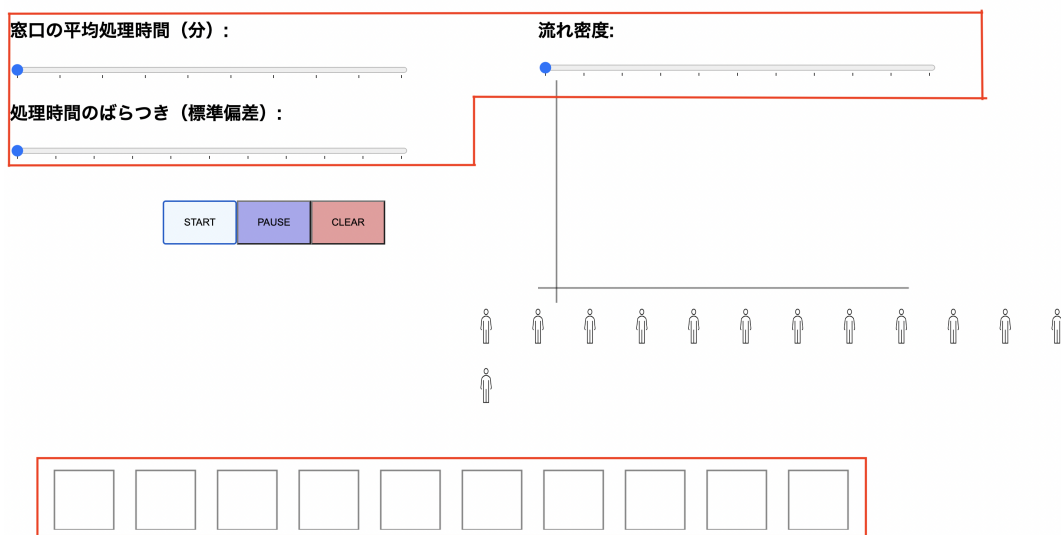 窓口の平均処理時間（分）:
流れ密度:
処理時間のばらつき（標準偏差）:
START
PAUSE
CLEAR